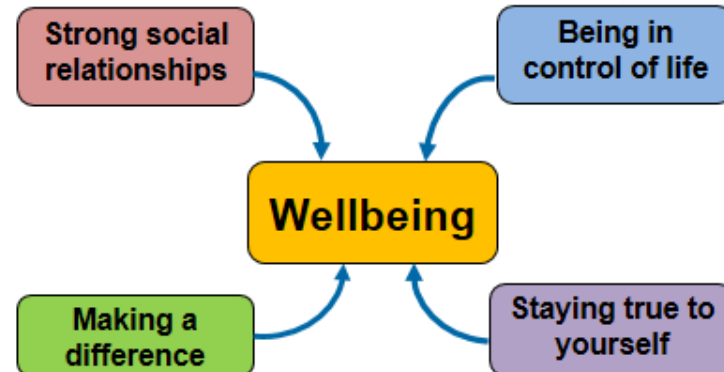 Strong social
relationships
Being in
control of life
Wellbeing
Making a
difference
Staying true to
yourself